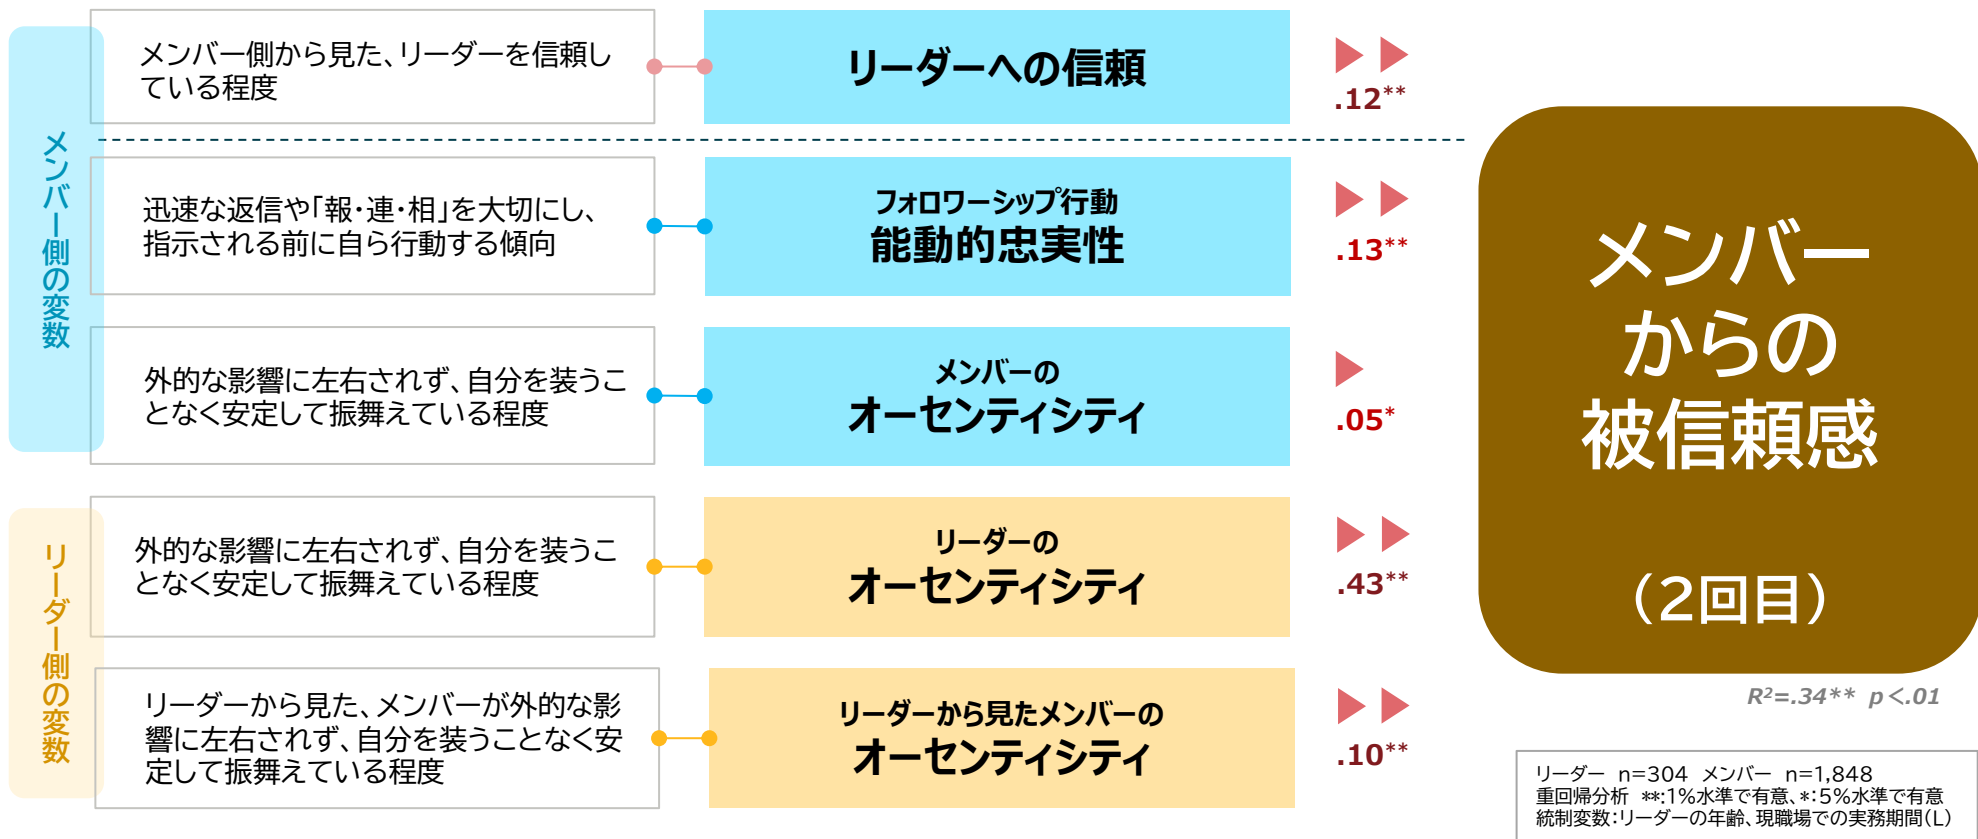 メンバー側の変数
メンバー側から見た、リーダーを信頼し
ている程度
リーダーへの信頼
.12**
迅速な返信や「報・連・相」を大切にし、
指示される前に自ら行動する傾向
フォロワーシップ行動
能動的忠実性
.13**
外的な影響に左右されず、自分を装うこ
となく安定して振舞えている程度
メンバーの
オーセンティシティ
.05*
リーダー側の変数
外的な影響に左右されず、自分を装うこ
となく安定して振舞えている程度
リーダーの
オーセンティシティ
.43**
リーダーから見た、メンバーが外的な影
響に左右されず、自分を装うことなく安
定して振舞えている程度
リーダーから見たメンバーの
オーセンティシティ
.10**
メンバー
からの
被信頼感
（2回目）
R²=.34** p<.01
リーダー n=304 メンバー n=1,848
重回帰分析 **:1%水準で有意、*:5%水準で有意
統制変数：リーダーの年齢、現職場での実務期間(L)